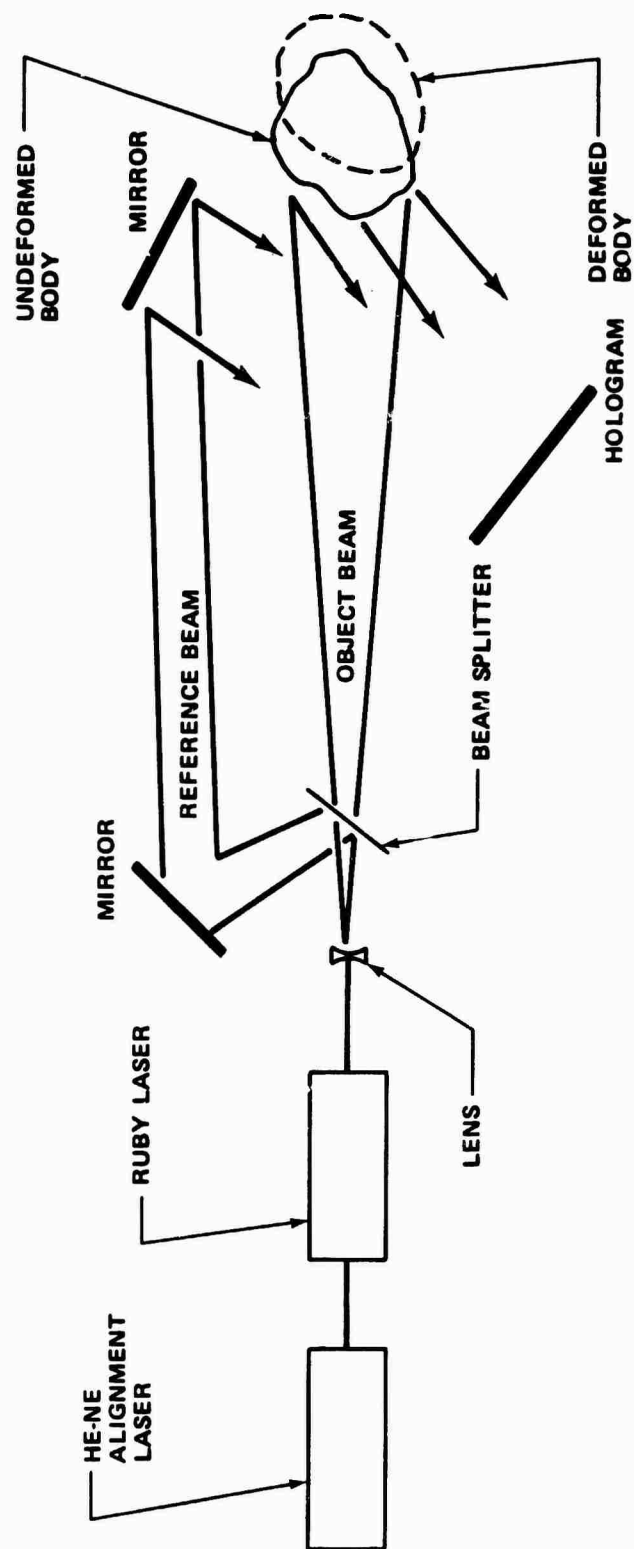 HE-NE
ALIGNMENT
LASER
RUBY LASER
LENS
MIRROR
REFERENCE BEAM
OBJECT BEAM
BEAM SPLITTER
MIRROR
UNDEFORMED
BODY
HOLOGRAM
DEFORMED
BODY